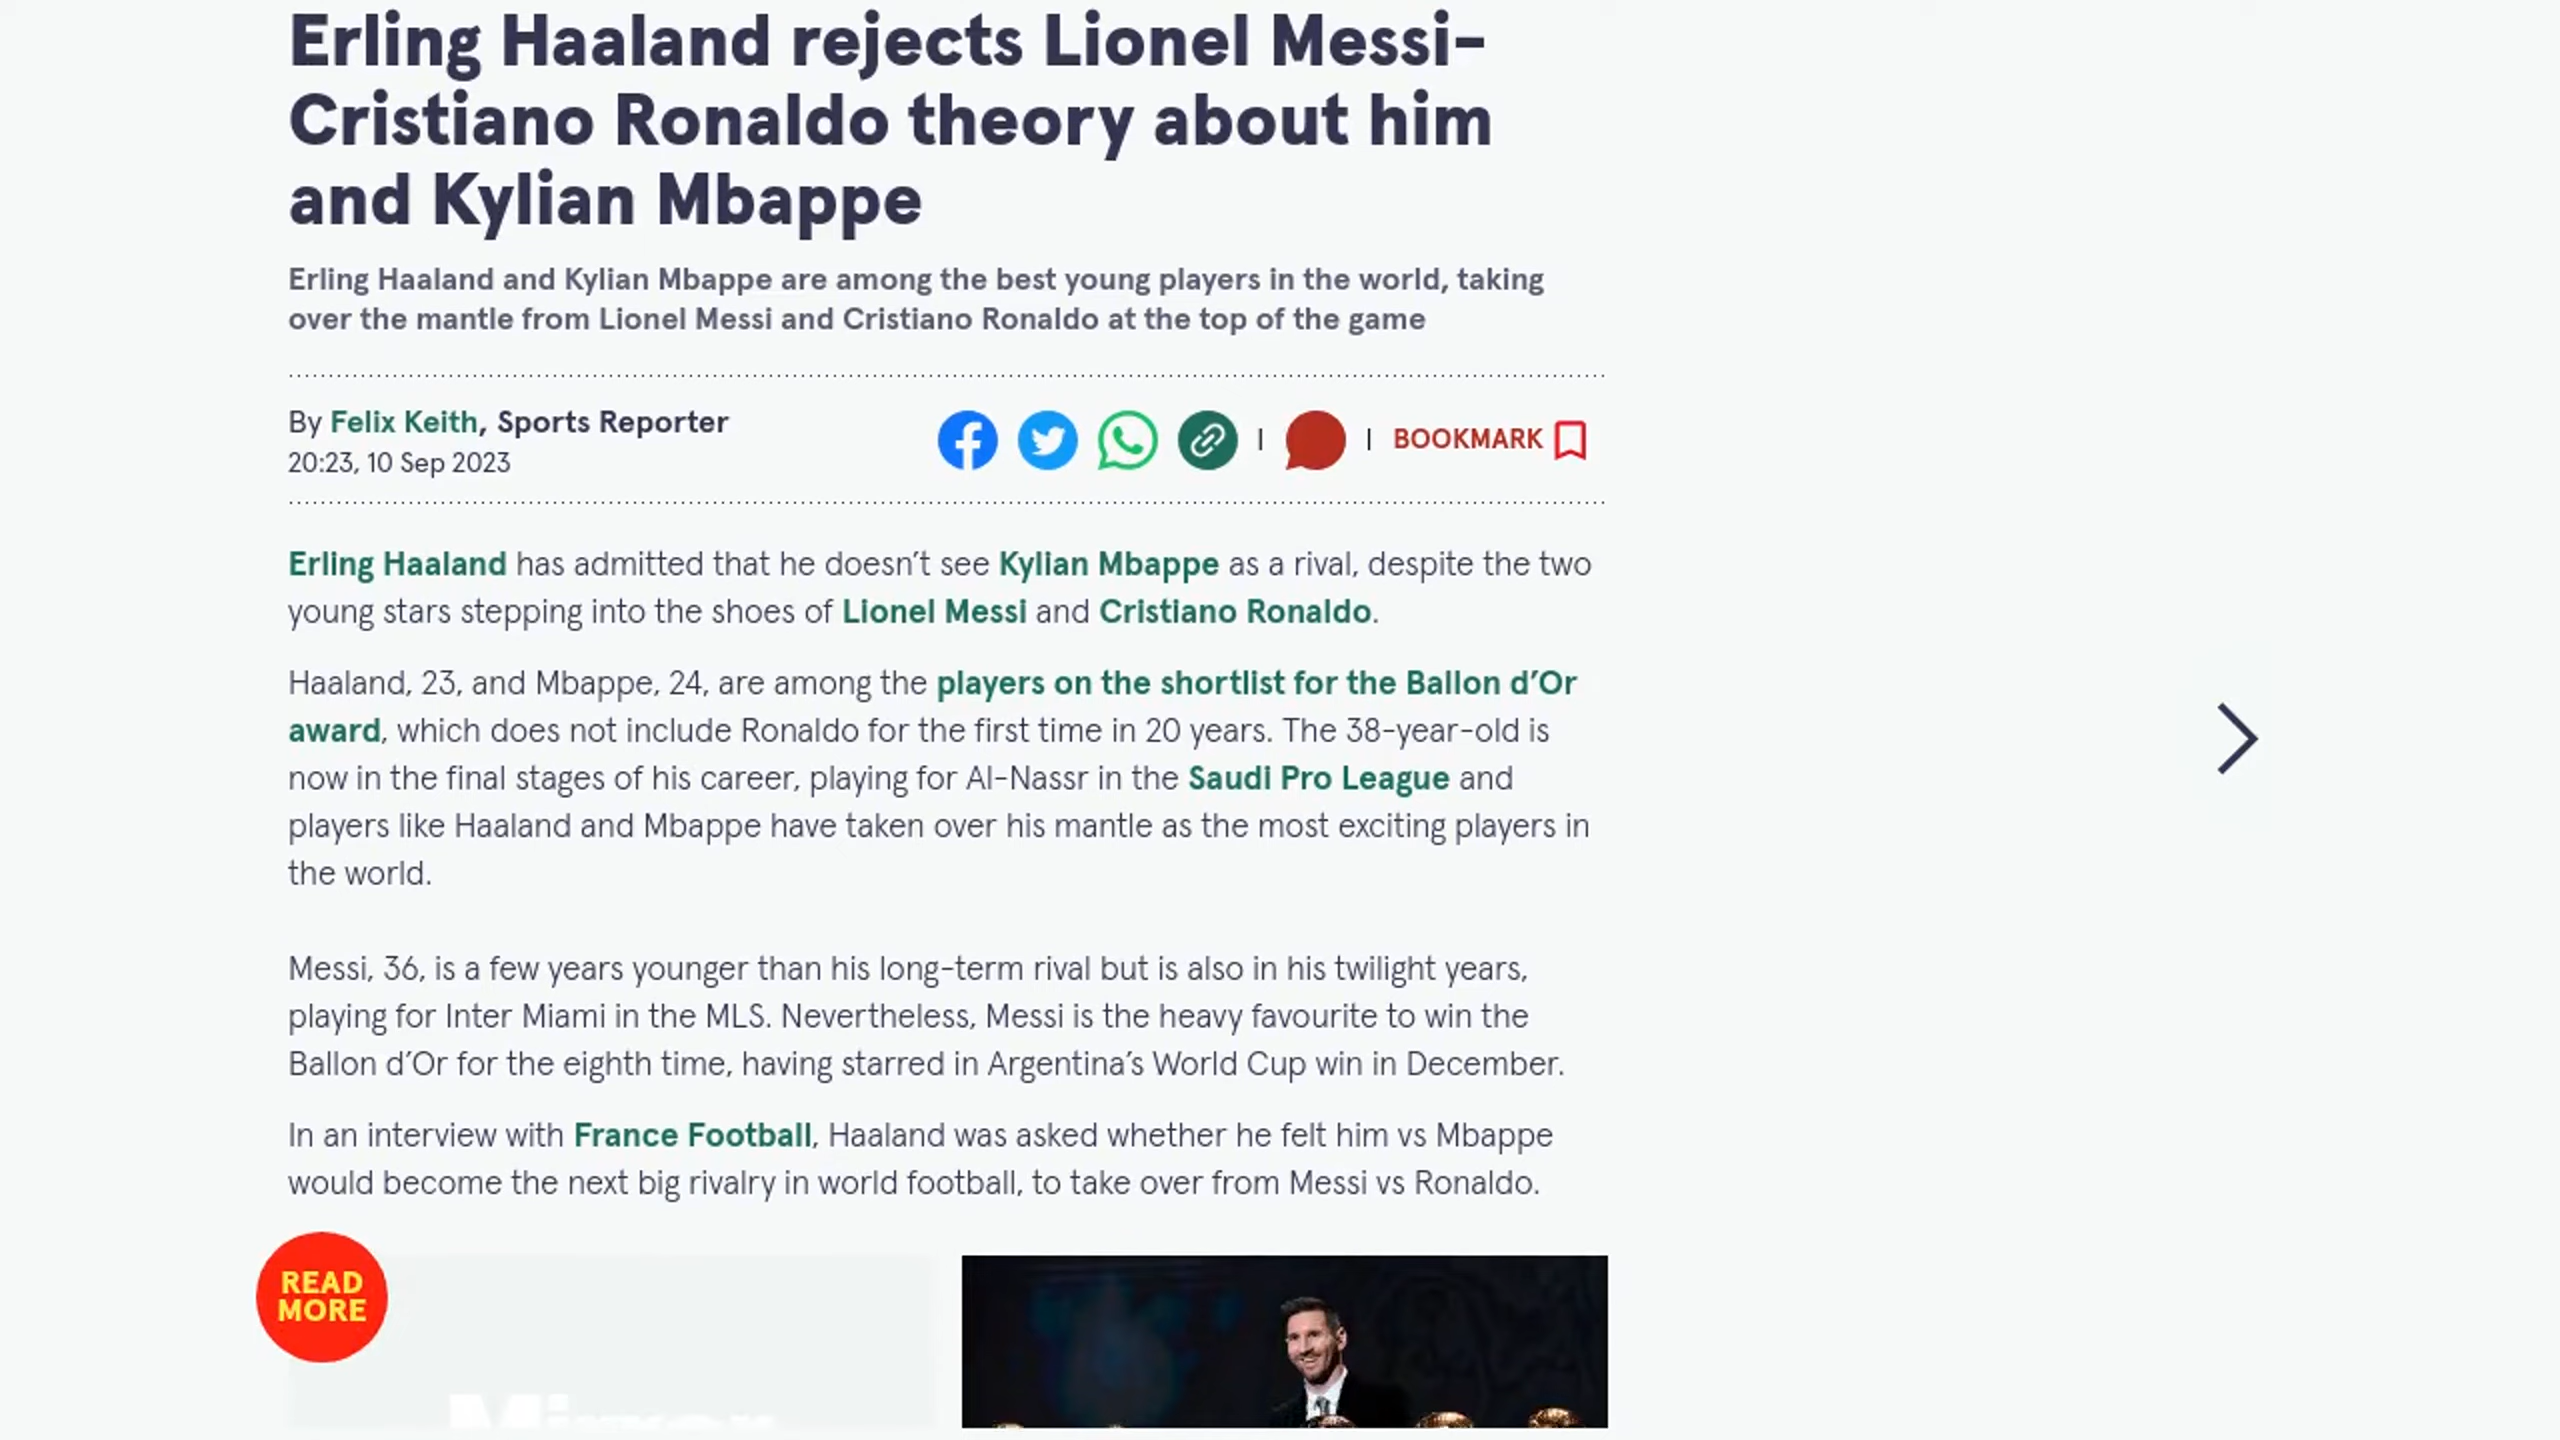 Erling Haaland rejects Lionel Messi-
Cristiano Ronaldo theory about him
and Kylian Mbappe
Erling Haaland and Kylian Mbappe are among the best young players in the world, taking
over the mantle from Lionel Messi and Cristiano Ronaldo at the top of the game
By Felix Keith, Sports Reporter
20:23, 10 Sep 2023
BOOKMARK
Erling Haaland has admitted that he doesn’t see Kylian Mbappe as a rival, despite the two
young stars stepping into the shoes of Lionel Messi and Cristiano Ronaldo.
Haaland, 23, and Mbappe, 24, are among the players on the shortlist for the Ballon d’Or
award, which does not include Ronaldo for the first time in 20 years. The 38-year-old is
now in the final stages of his career, playing for Al-Nassr in the Saudi Pro League and
players like Haaland and Mbappe have taken over his mantle as the most exciting players in
the world.
Messi, 36, is a few years younger than his long-term rival but is also in his twilight years,
playing for Inter Miami in the MLS. Nevertheless, Messi is the heavy favourite to win the
Ballon d’Or for the eighth time, having starred in Argentina’s World Cup win in December.
In an interview with France Football, Haaland was asked whether he felt him vs Mbappe
would become the next big rivalry in world football, to take over from Messi vs Ronaldo.
READ
MORE